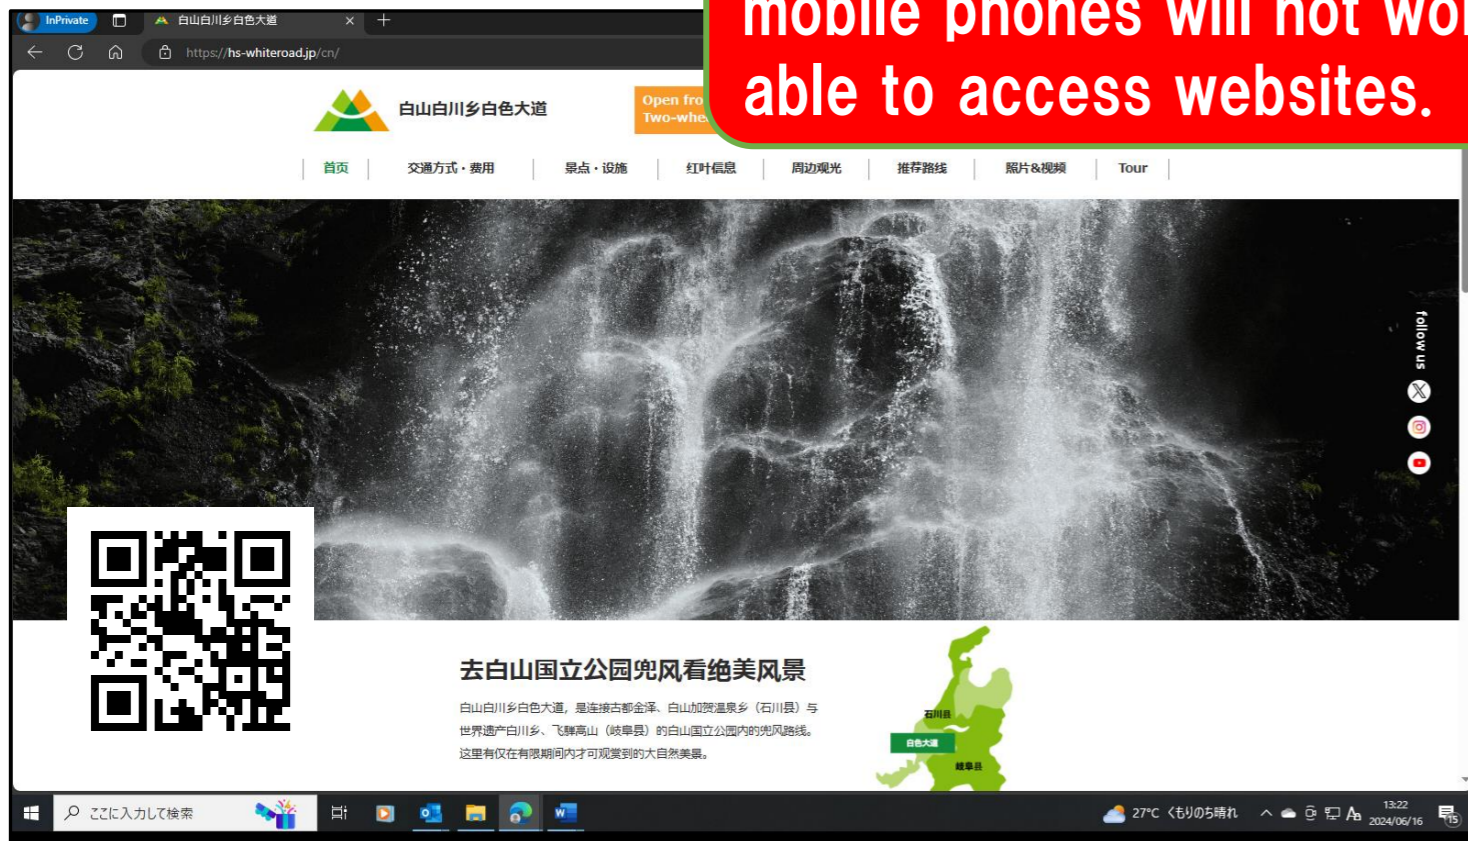 mobile phones will not wo
able to access websites.
InPrivate
白山白川乡白色大道
https://hs-whiteroad.jp/cn/
白山白川乡白色大道
Open fro
Two-whe
首页 交通方式・费用 景点・设施 红叶信息 周边观光 推荐路线 照片&视频 Tour
follow us
去白山国立公园兜风看绝美风景
白山白川乡白色大道，是连接古都金泽、白山加贺温泉乡（石川县）与
世界遗产白川乡、飞騨高山（岐阜县）的白山国立公园内的兜风路线。
这里有仅在有限期间内才可观赏到的大自然美景。
石川县
白色大道
岐阜县
ここに入力して検索
27°C くもりのち晴れ
13:22
2024/06/16
15